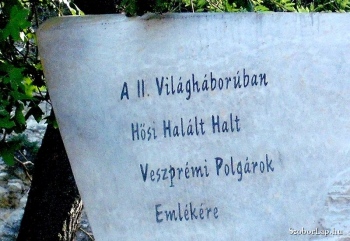 A II. Világháborúban
Hősi Halált Halt
Veszprémi Polgárok
Emlékére
Szoborlap.hu